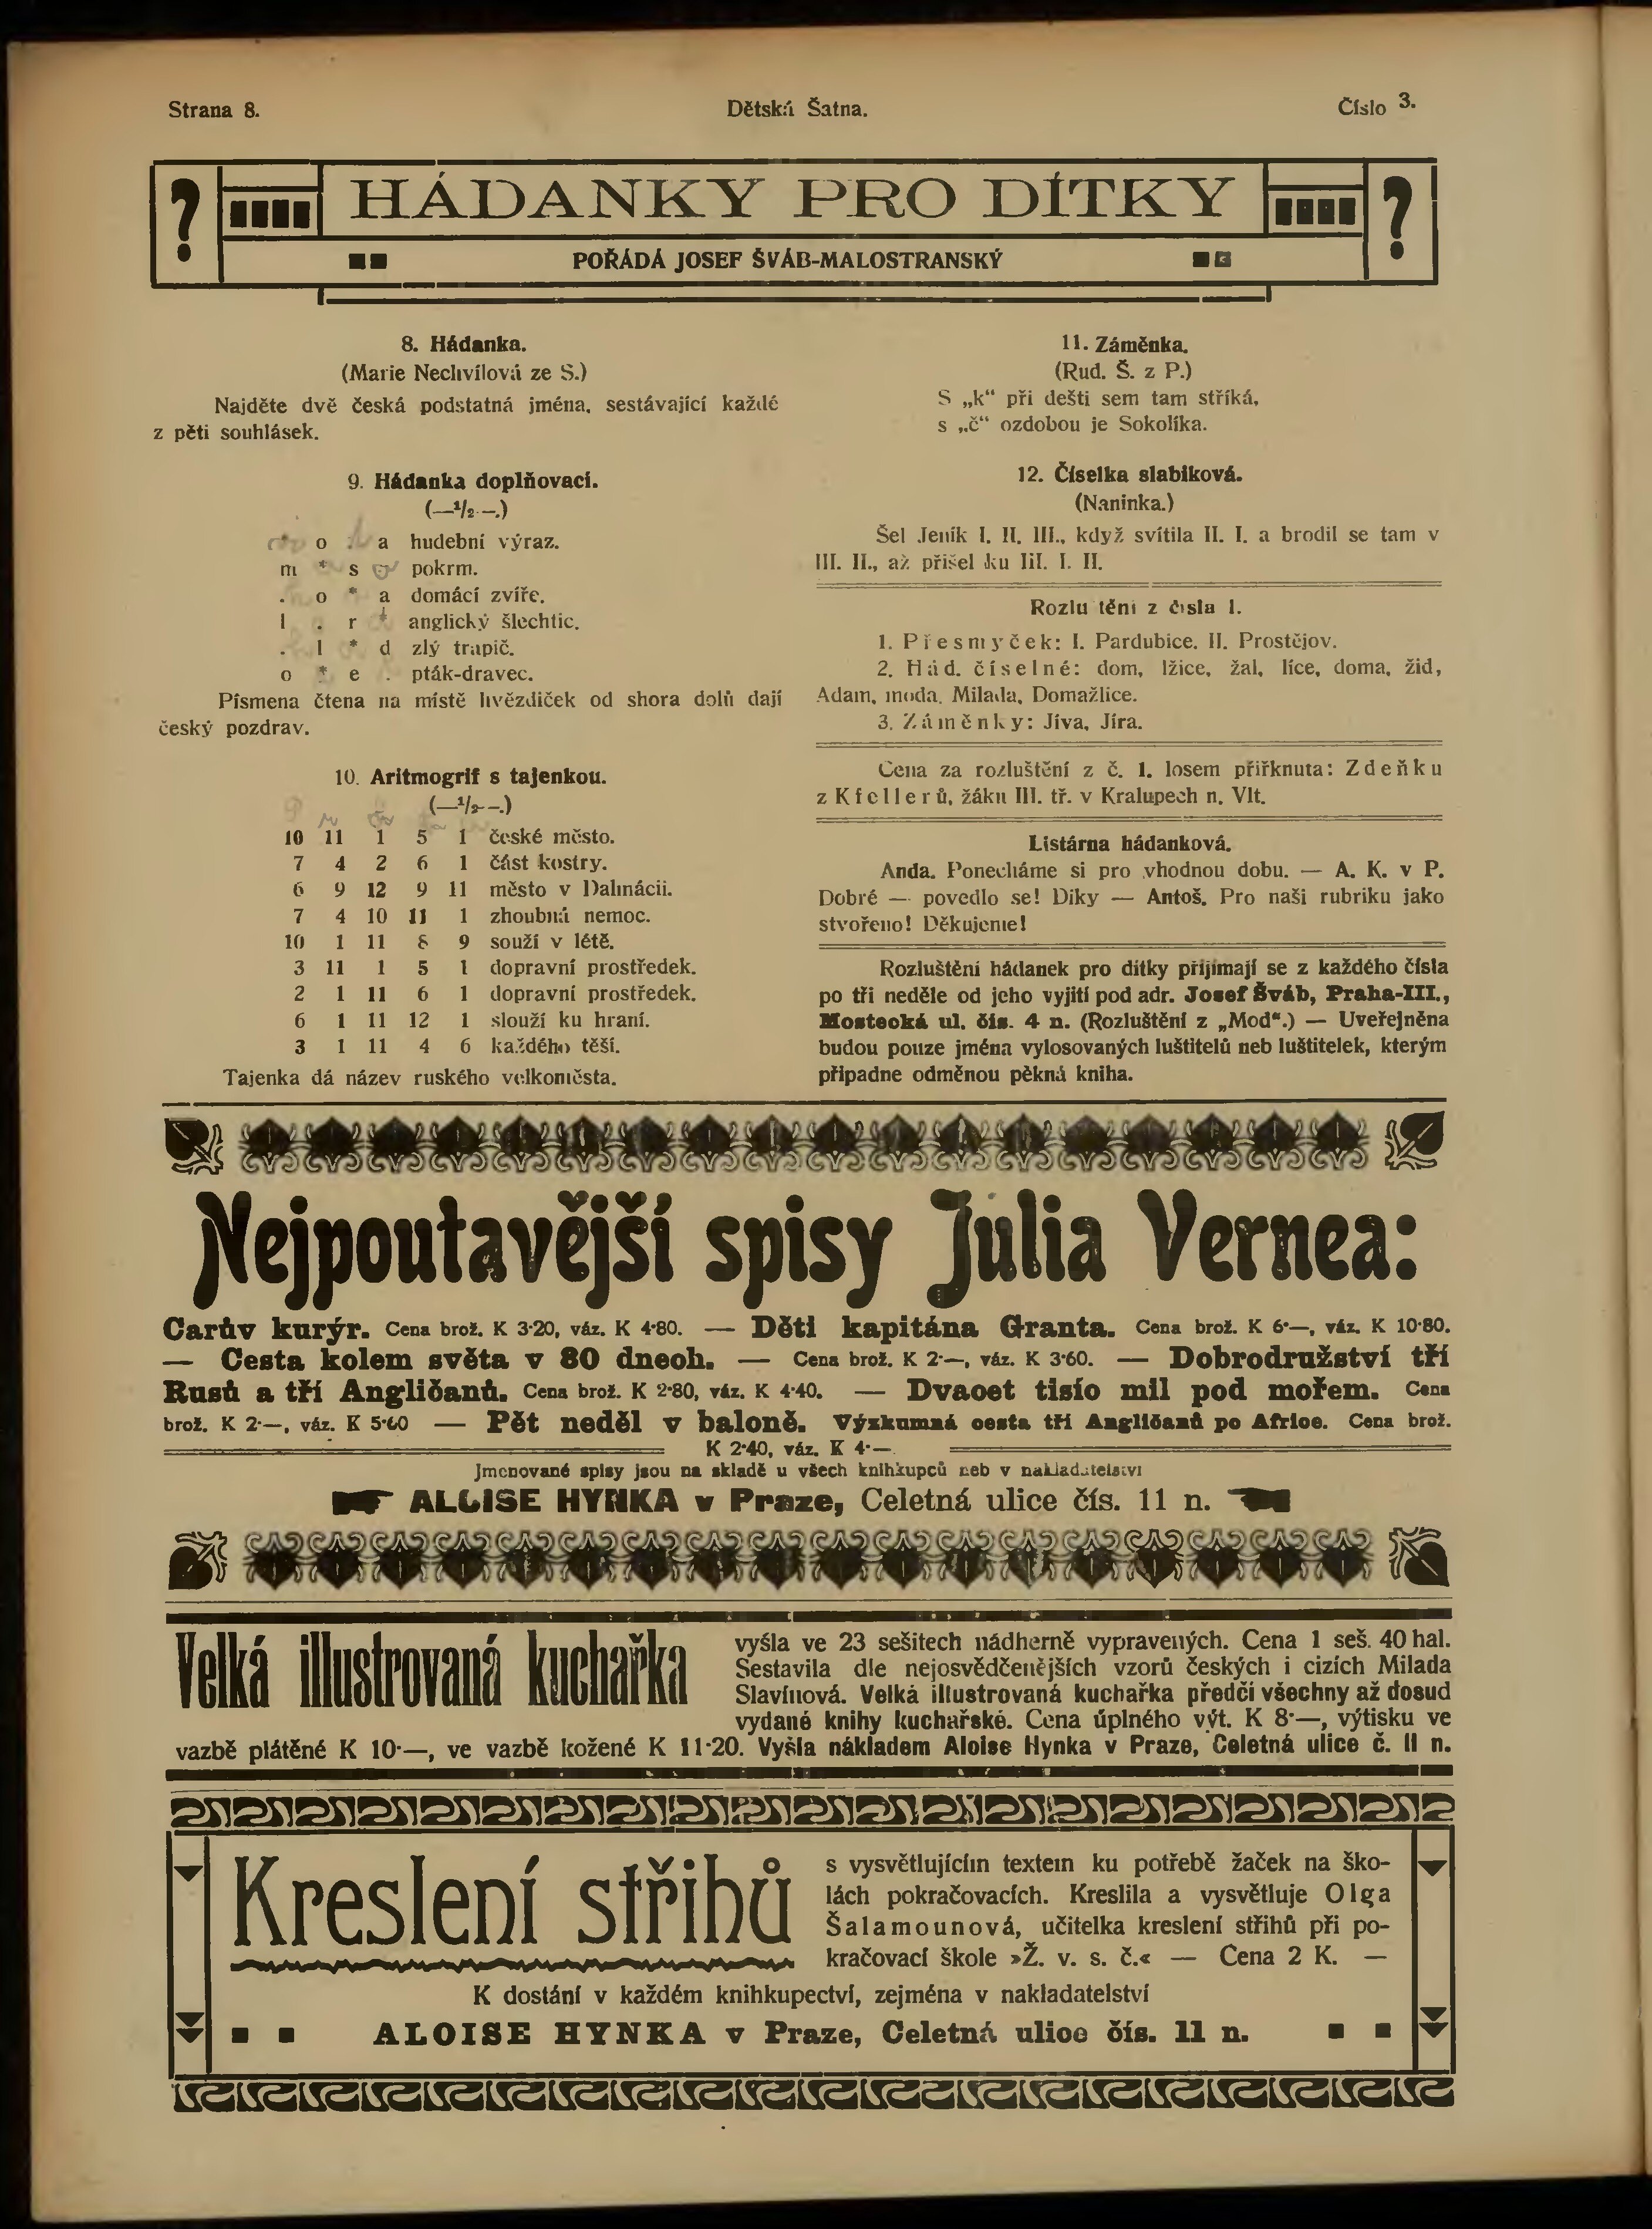 Strana 8.
Dětská Šatna.
Číslo 3.
?
HÁDANKY PRO DÍTKY
?
POŘÁDÁ JOSEF ŠVÁB-MALOSTRANSKÝ
8. Hádanka.
(Marie Nechvílová ze S.)
Najděte dvě česká podstatná jména, sestávající každé
z pěti souhlásek.
9. Hádanka doplňovací.
(—1/2 —.)
* o . a hudební výraz.
m * s o pokrm.
. o * a domácí zvíře.
l . r * anglický šlechtic.
. l * d zlý trapič.
o * e . pták-dravec.
Písmena čtena na místě hvězdiček od shora dolů dají
český pozdrav.
10. Aritmogrif s tajenkou.
(—1/2 —.)
10 11 1 5 1 české město.
7 4 2 6 1 část kostry.
6 9 12 9 11 město v Dalmácii.
7 4 10 11 1 zhoubná nemoc.
10 1 11 8 9 souží v létě.
3 11 1 5 1 dopravní prostředek.
2 1 11 6 1 dopravní prostředek.
6 1 11 12 1 slouží ku hraní.
3 1 11 4 6 každého těší.
Tajenka dá název ruského velkoměsta.
11. Záměnka.
(Rud. Š. z P.)
S „k“ při dešti sem tam stříká,
s „č“ ozdobou je Sokolíka.
12. Číselka slabiková.
(Naninka.)
Šel Jeník I. II. III., když svítila II. I. a brodil se tam v
III. II., až přišel ku III. I. II.
Rozlu tění z čísla 1.
1. Přesmyček: I. Pardubice. II. Prostějov.
2. Hád. číselné: dom, lžice, žal, líce, doma, žid,
Adam, moda, Milada, Domažlice.
3. Záměnky: Jíva, Jíra.
Cena za rozluštění z č. 1. losem přiřknuta: Zdeňku
z Kfellerů, žáku III. tř. v Kralupech n. Vlt.
Listárna hádanková.
Anda. Ponecháme si pro vhodnou dobu. — A. K. v P.
Dobré — povedlo se! Díky — Antoš. Pro naši rubriku jako
stvořeno! Děkujeme!
Rozluštění hádanek pro dítky přijímají se z každého čísla
po tři neděle od jeho vyjití pod adr. Josef Šváb, Praha-III.,
Mostecká ul. čís. 4 n. (Rozluštění z „Mod“.) — Uveřejněna
budou pouze jména vylosovaných luštitelů neb luštitelek, kterým
připadne odměnou pěkná kniha.
Nejpoutavější spisy Julia Vernea:
Carův kurýr. Cena brož. K 3·20, váz. K 4·80. — Děti kapitána Granta. Cena brož. K 6·—, váz. K 10·80.
— Cesta kolem světa v 80 dnech. — Cena brož. K 2·—, váz. K 3·60. — Dobrodružství tří
Rusů a tří Angličanů. Cena brož. K 2·80, váz. K 4·40. — Dvacet tisíc mil pod mořem. Cena
brož. K 2·—, váz. K 5·60 — Pět neděl v baloně. Výzkumná cesta tří Angličanů po Africe. Cena brož.
K 2·40, váz. K 4·—.
Jmenované spisy jsou na skladě u všech knihkupců neb v nakladatelství
ALOISE HYNKA v Praze, Celetná ulice čís. 11 n.
Velká illustrovaná kuchařka
vyšla ve 23 sešitech nádherně vypravených. Cena 1 seš. 40 hal.
Sestavila dle nejosvědčenějších vzorů českých i cizích Milada
Slavínová. Velká illustrovaná kuchařka předčí všechny až dosud
vydané knihy kuchařské. Cena úplného výt. K 8·—, výtisku ve
vazbě plátěné K 10·—, ve vazbě kožené K 11·20. Vyšla nákladem Aloise Hynka v Praze, Celetná ulice č. 11 n.
Kreslení střihů
s vysvětlujícím textem ku potřebě žaček na ško-
lách pokračovacích. Kreslila a vysvětluje Olga
Šalamounová, učitelka kreslení střihů při po-
kračovací škole »Ž. v. s. č.« — Cena 2 K. —
K dostání v každém knihkupectví, zejména v nakladatelství
ALOISE HYNKA v Praze, Celetná ulice čís. 11 n.